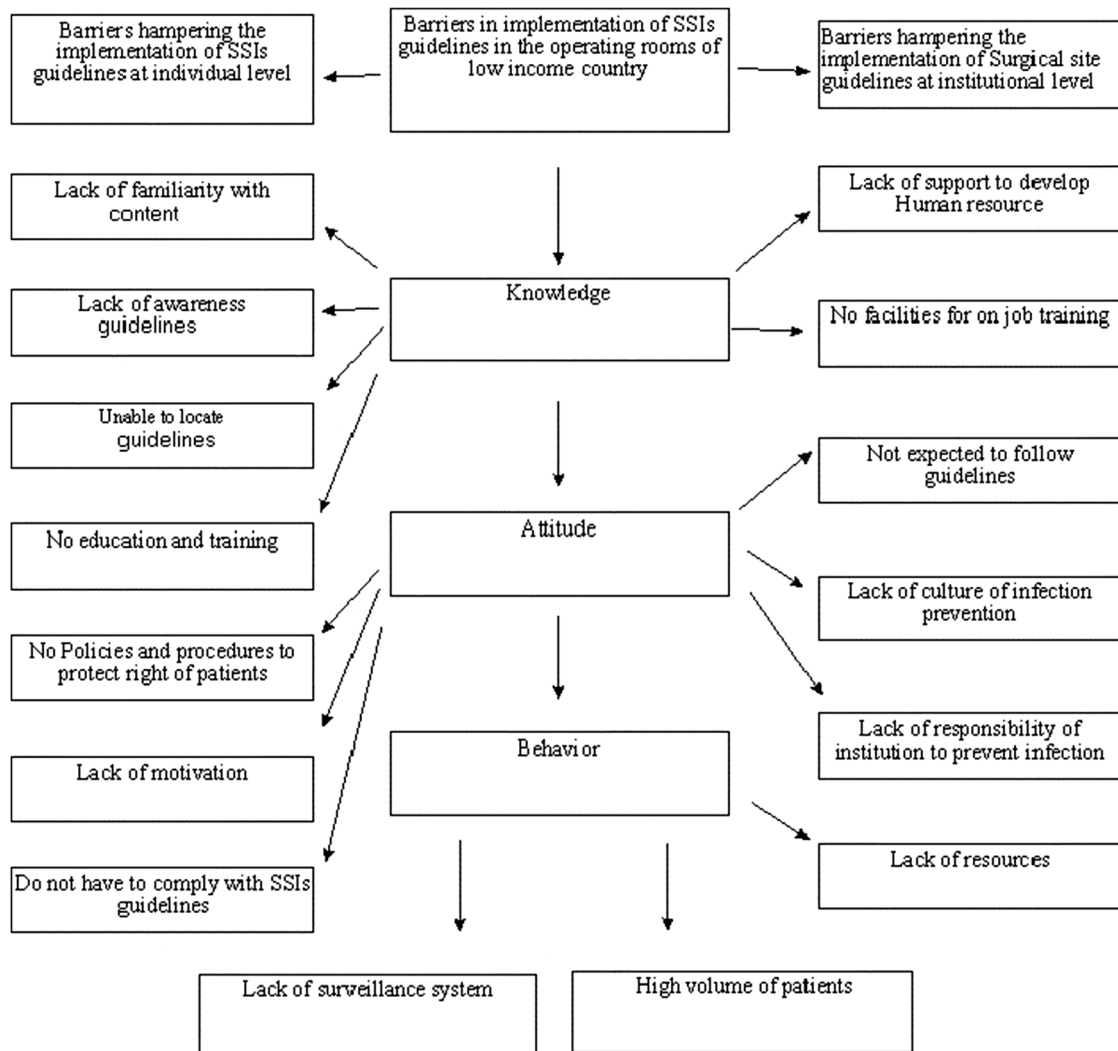 Barriers hampering the
implementation of SSIs
guidelines at individual level
Barriers in implementation of SSIs
guidelines in the operating rooms of
low income country
Barriers hampering the
implementation of Surgical site
guidelines at institutional level
Lack of familiarity with
content
Lack of support to develop
Human resource
Knowledge
Lack of awareness
guidelines
No facilities for on job training
Unable to locate
guidelines
Not expected to follow
guidelines
No education and training
Attitude
Lack of culture of infection
prevention
No Policies and procedures to
protect right of patients
Lack of responsibility of
institution to prevent infection
Behavior
Lack of motivation
Lack of resources
Do not have to comply with SSIs
guidelines
Lack of surveillance system
High volume of patients